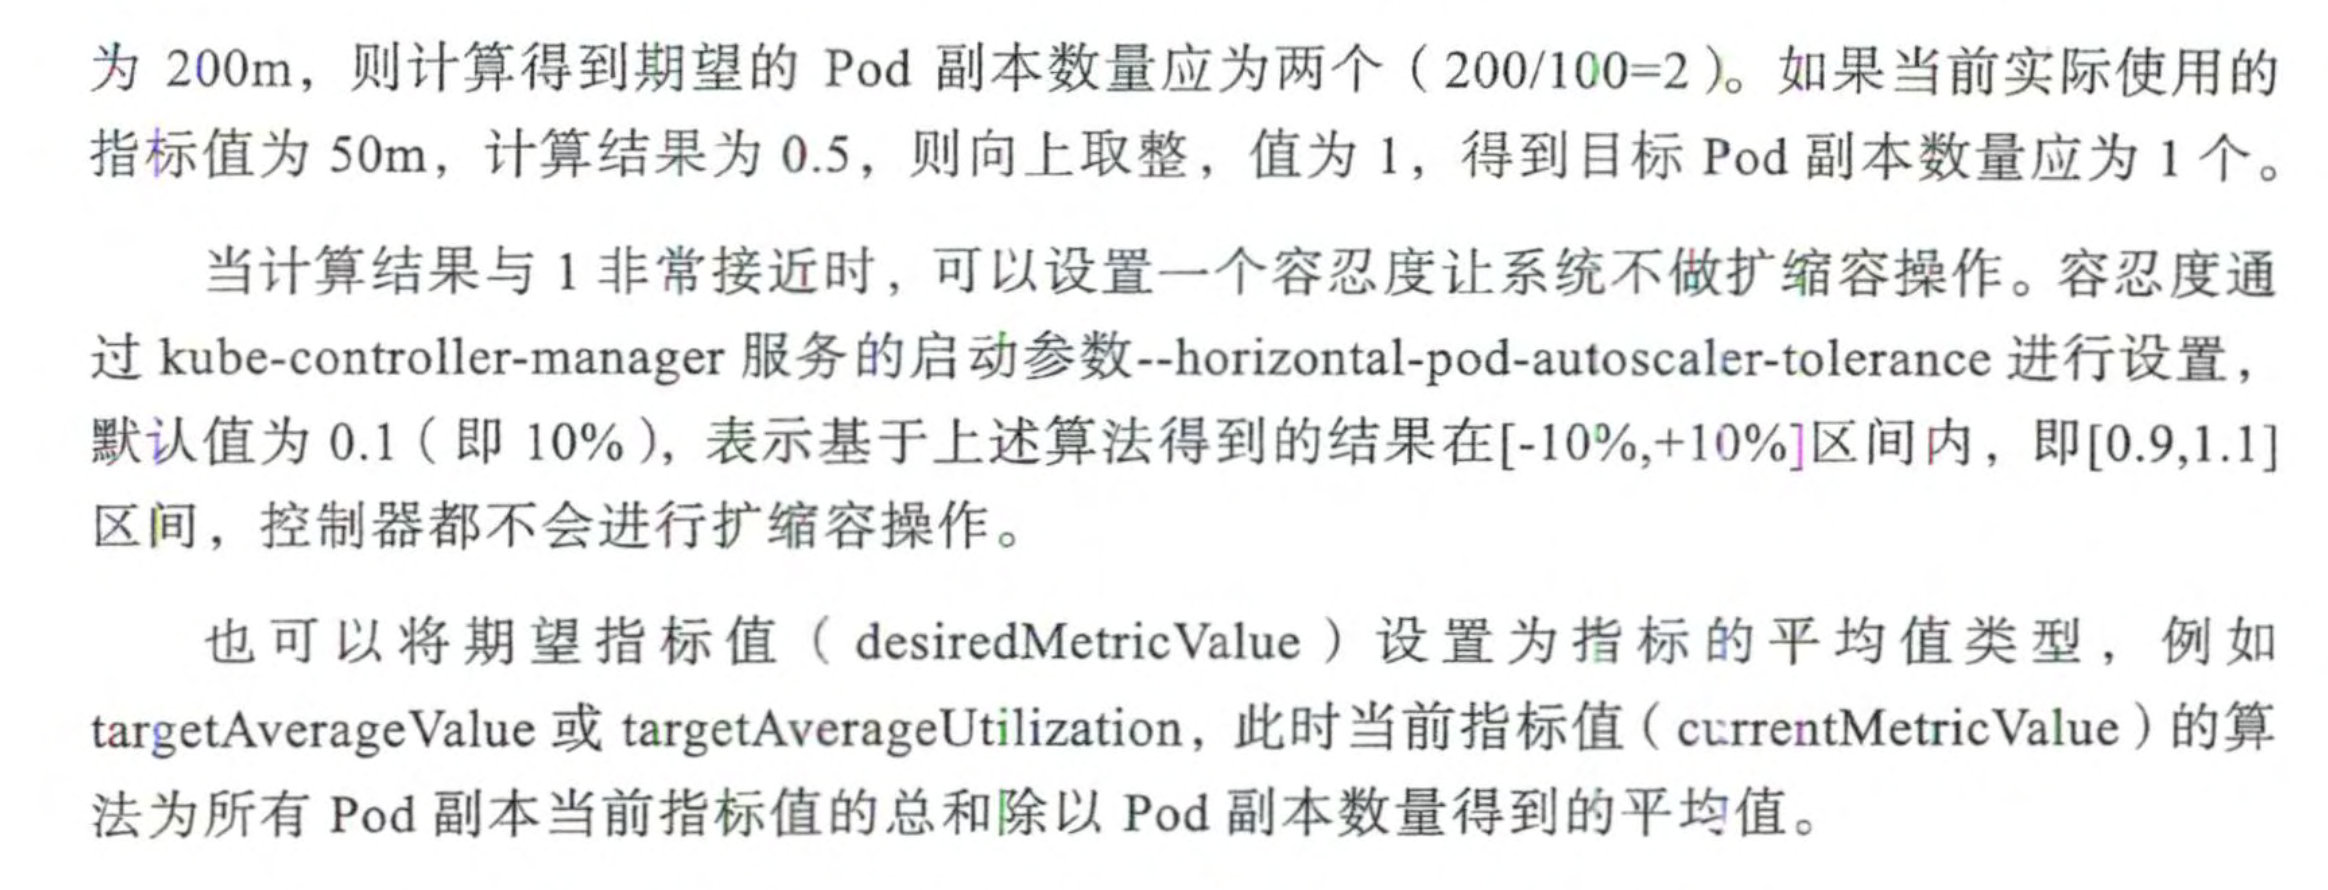 为 200m，则计算得到期望的 Pod 副本数量应为两个（200/100=2）。如果当前实际使用的
指标值为 50m，计算结果为 0.5，则向上取整，值为 1，得到目标 Pod 副本数量应为 1 个。
当计算结果与 1 非常接近时，可以设置一个容忍度让系统不做扩缩容操作。容忍度通
过 kube-controller-manager 服务的启动参数--horizontal-pod-autoscaler-tolerance 进行设置，
默认值为 0.1（即 10%），表示基于上述算法得到的结果在[-10%,+10%]区间内，即[0.9,1.1]
区间，控制器都不会进行扩缩容操作。
也可以将期望指标值（desiredMetricValue）设置为指标的平均值类型，例如
targetAverageValue 或 targetAverageUtilization，此时当前指标值（currentMetricValue）的算
法为所有 Pod 副本当前指标值的总和除以 Pod 副本数量得到的平均值。